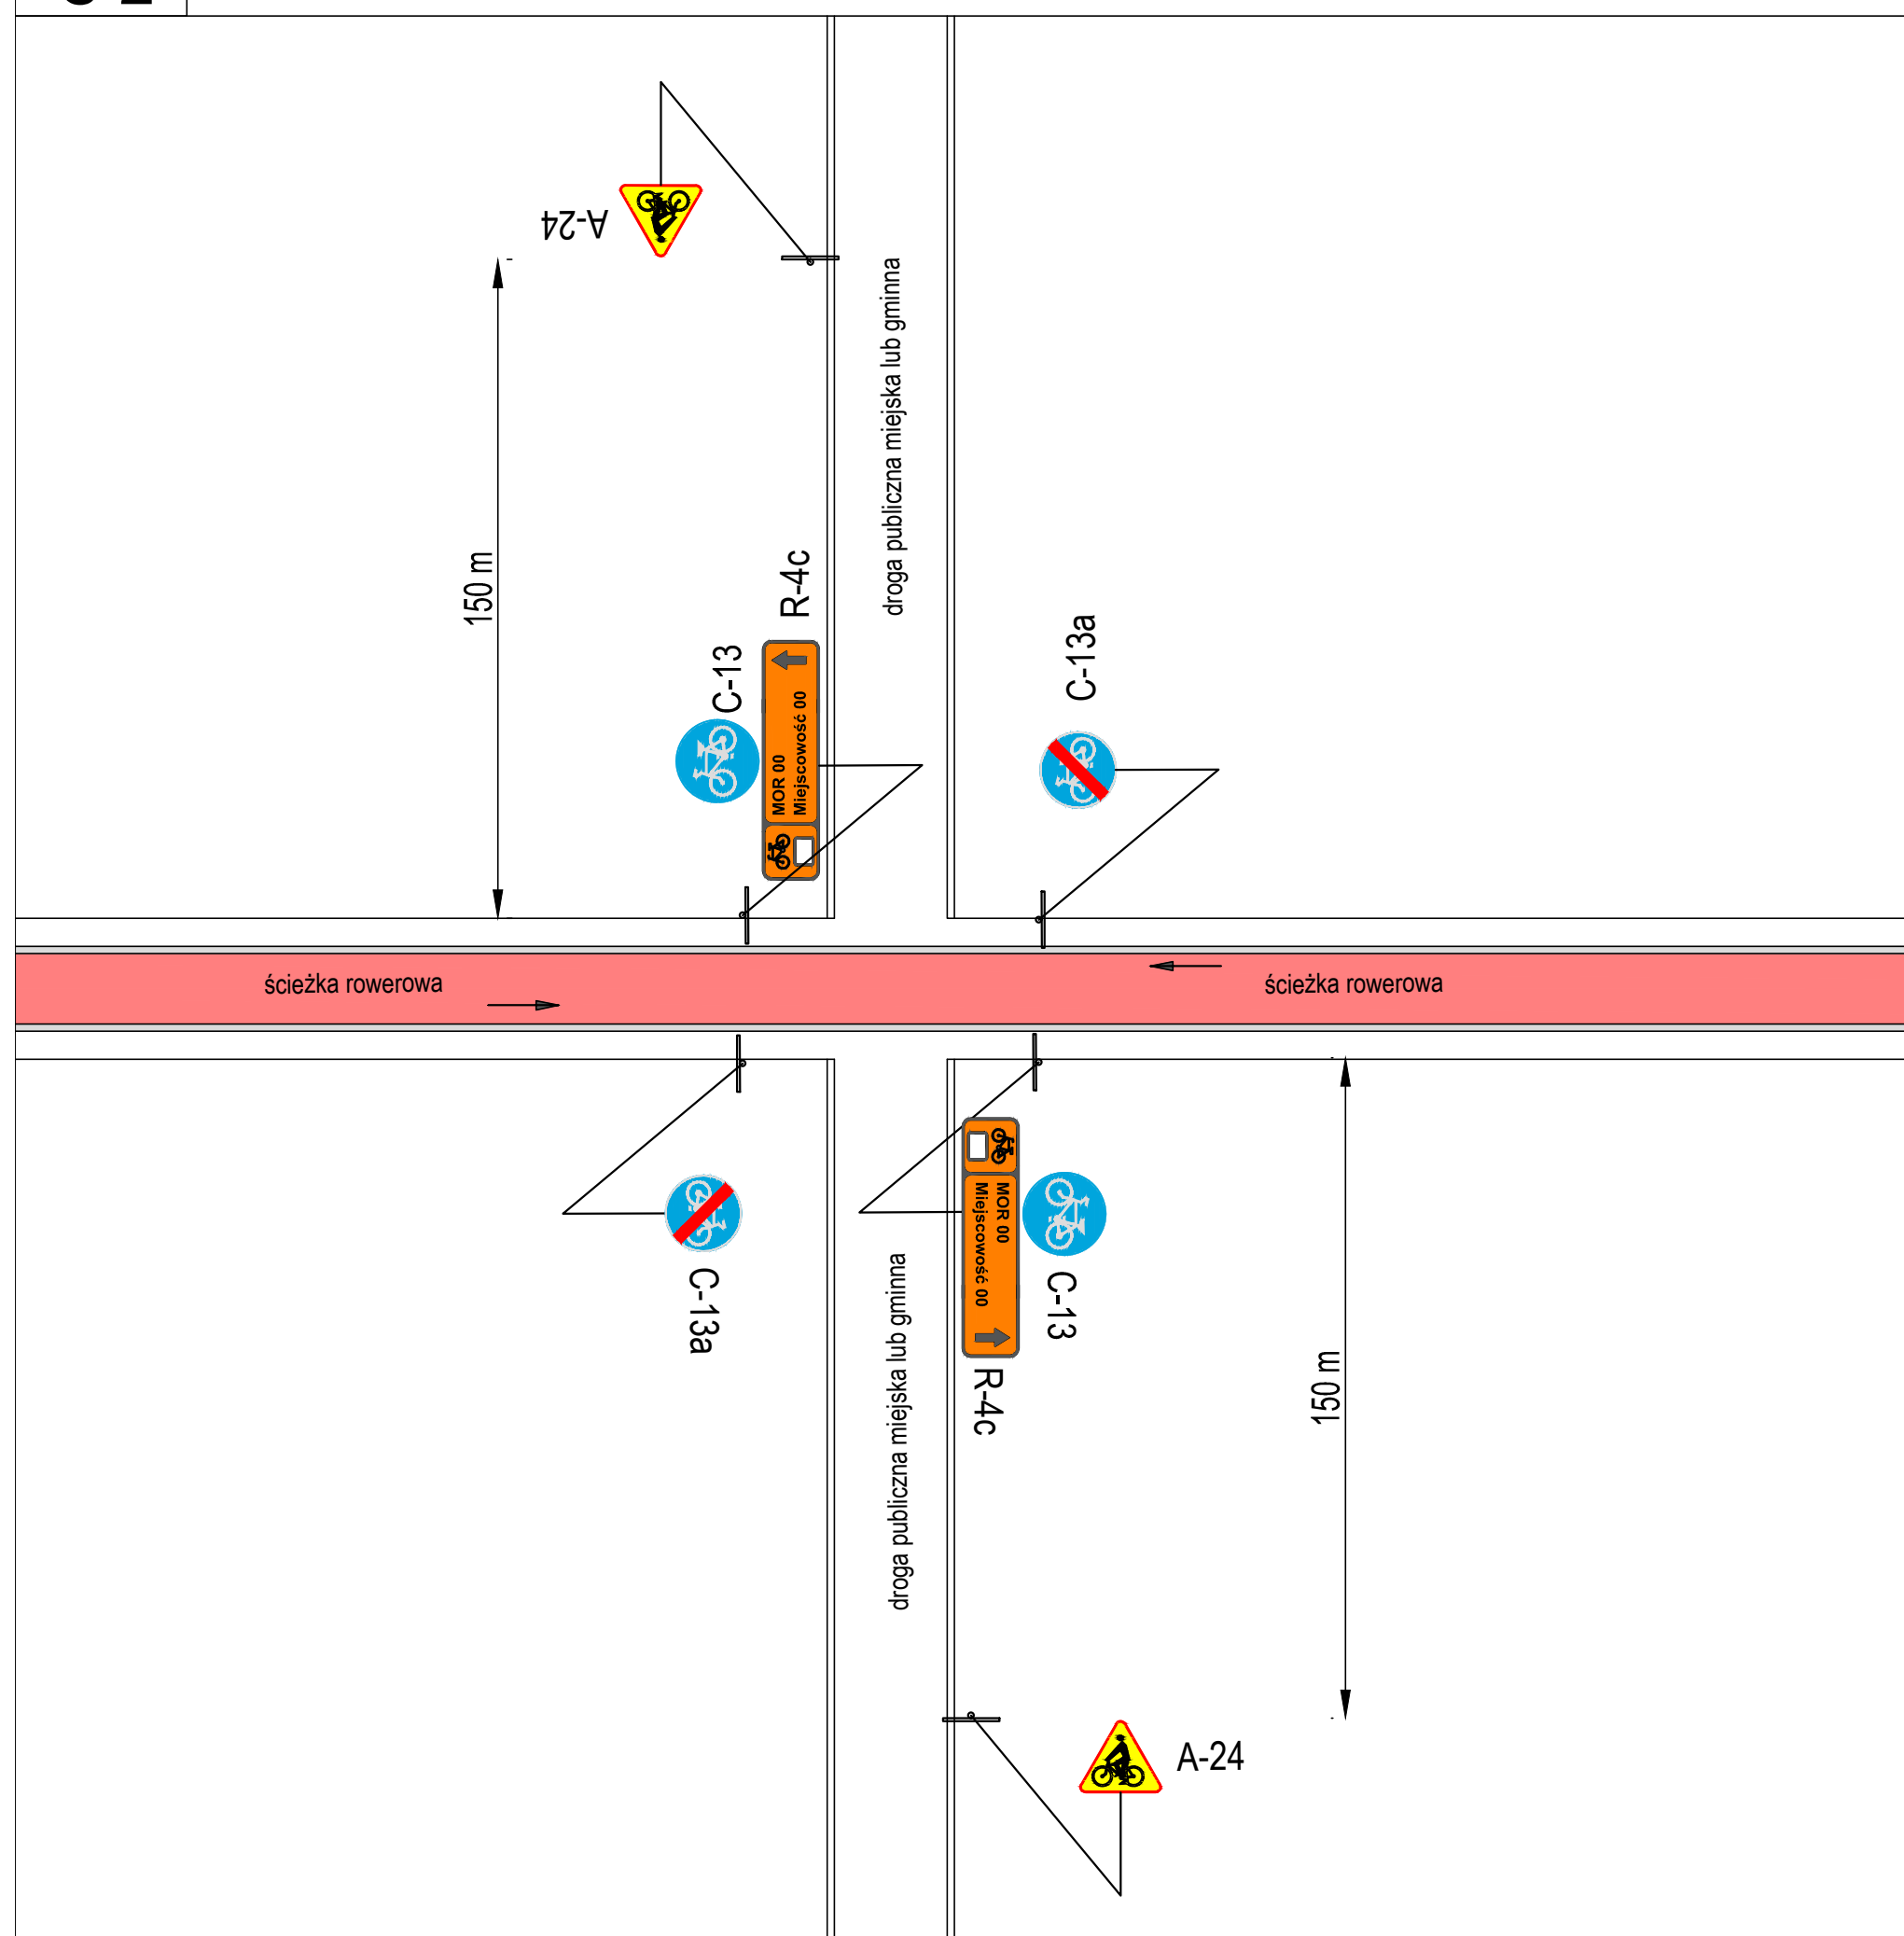 A-24
droga publiczna miejska lub gminna
150 m
R-4c
C-13
C-13a
MOR 00
Miejscowość 00
ścieżka rowerowa
ścieżka rowerowa
MOR 00
Miejscowość 00
C-13a
C-13
R-4c
droga publiczna miejska lub gminna
150 m
A-24